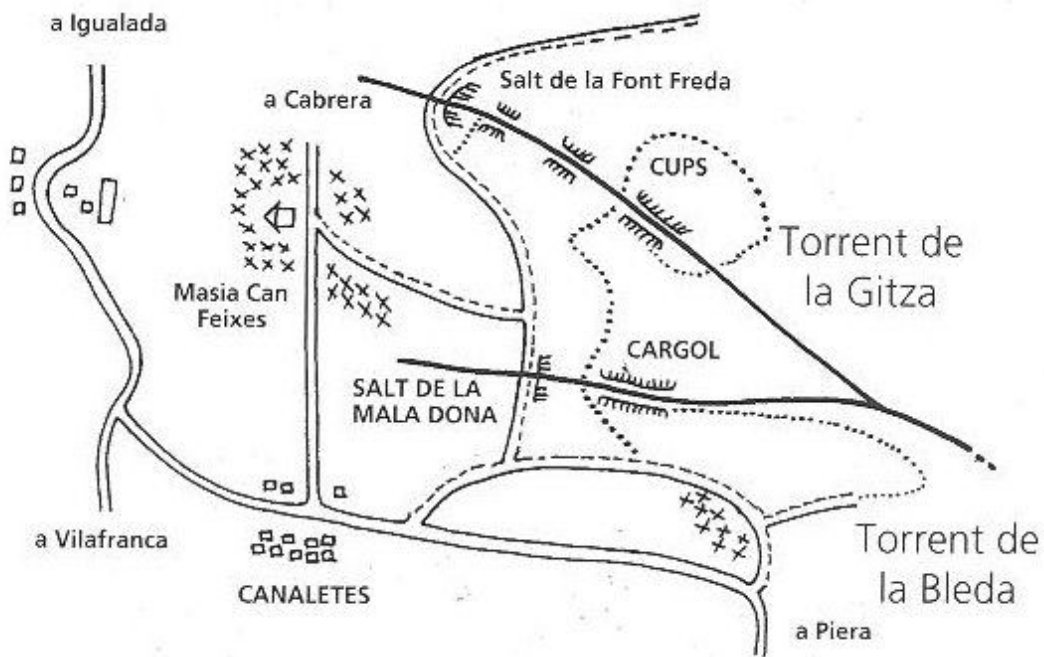 a Igualada
Salt de la Font Freda
a Cabrera
CUPS
Torrent de
la Gitza
Masia Can
Feixes
CARGOL
SALT DE LA
MALA DONA
a Vilafranca
CANALETES
Torrent de
la Bleda
a Piera